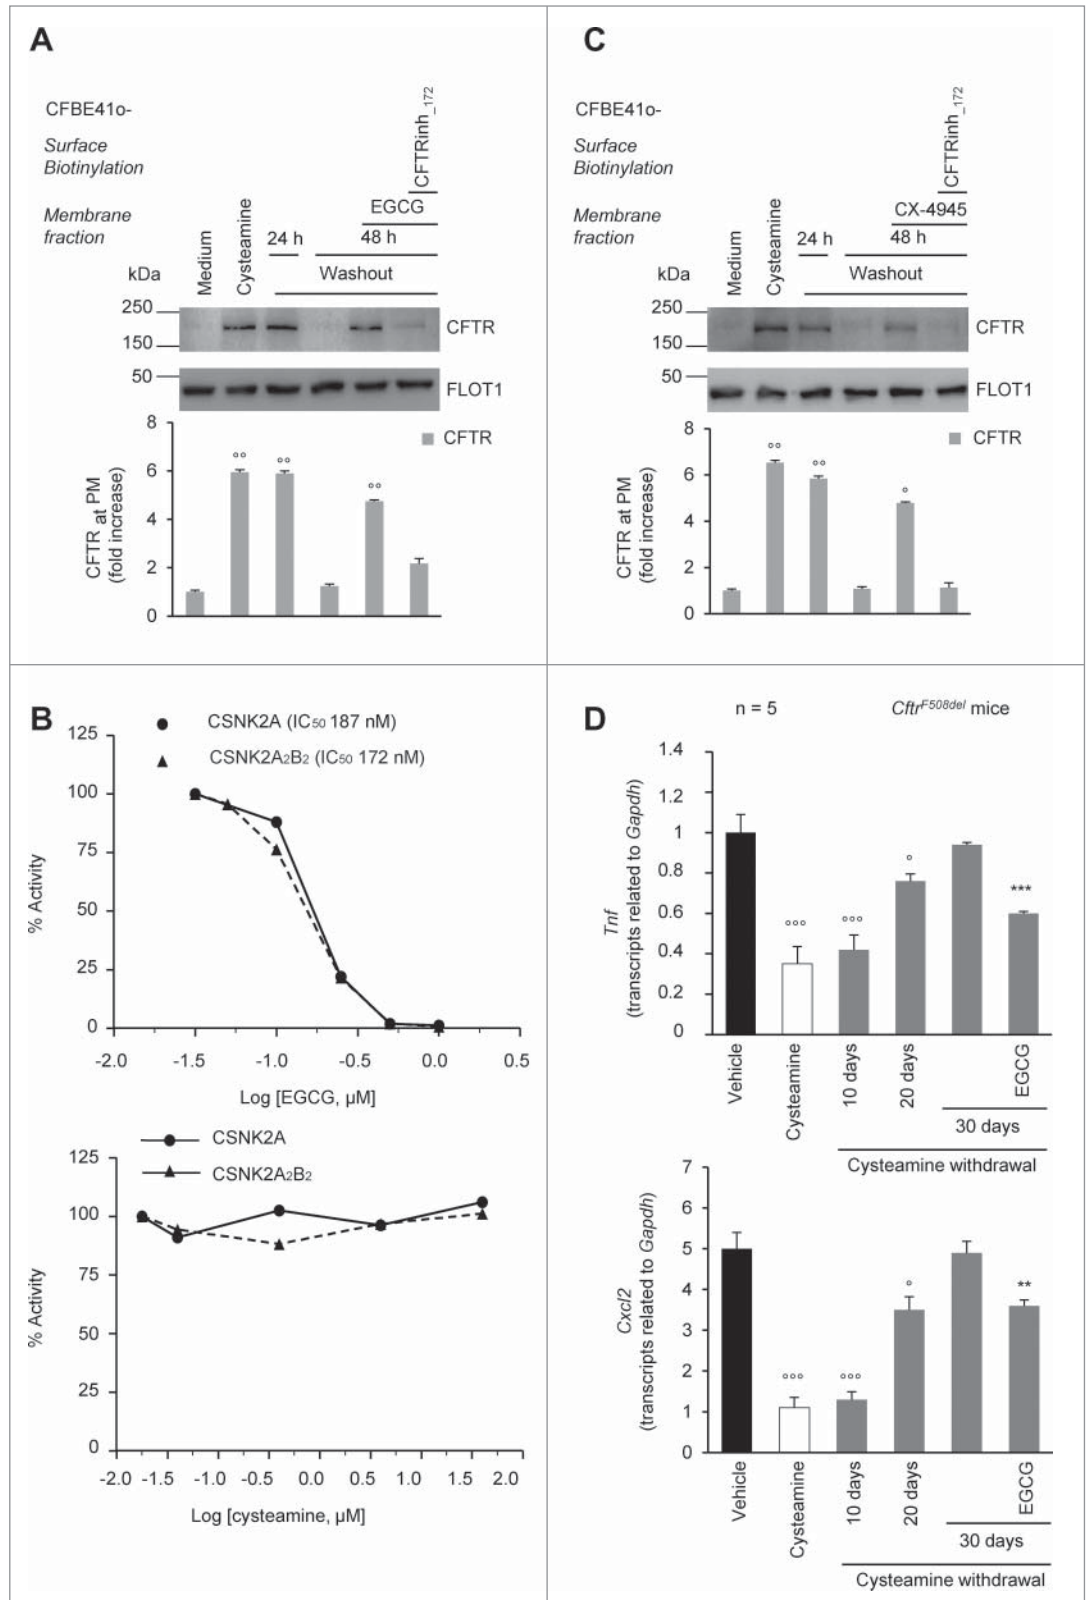 A
CFBE41o-
Surface
Biotinylation
Membrane
fraction
kDa
Medium
Cysteamine
24 h
48 h
EGCG
CFTRinh_172
Washout
250
150
CFTR
50
FLOT1
CFTR
8
6
4
2
0
CFTR at PM
(fold increase)
°°
°°
°°
C
CFBE41o-
Surface
Biotinylation
Membrane
fraction
kDa
Medium
Cysteamine
24 h
48 h
CX-4945
CFTRinh_172
Washout
250
150
CFTR
50
FLOT1
CFTR
8
6
4
2
0
CFTR at PM
(fold increase)
°°
°°
°
B
CSNK2A (IC50 187 nM)
CSNK2A2B2 (IC50 172 nM)
125
100
75
50
25
0
% Activity
-2.0 -1.5 -1.0 -0.5 0.0 0.5
Log [EGCG, µM]
CSNK2A
CSNK2A2B2
125
100
75
50
25
0
% Activity
-2.0 -1.5 -1.0 -0.5 0.0 0.5 1.0 1.5 2.0
Log [cysteamine, µM]
D
n = 5
CftrF508del mice
1.4
1.2
1
0.8
0.6
0.4
0.2
0
Tnf
(transcripts related to Gapdh)
°°°
°°°
°
***
Vehicle
Cysteamine
10 days
20 days
EGCG
30 days
Cysteamine withdrawal
7
6
5
4
3
2
1
0
Cxcl2
(transcripts related to Gapdh)
°°°
°°°
°
**
Vehicle
Cysteamine
10 days
20 days
EGCG
30 days
Cysteamine withdrawal